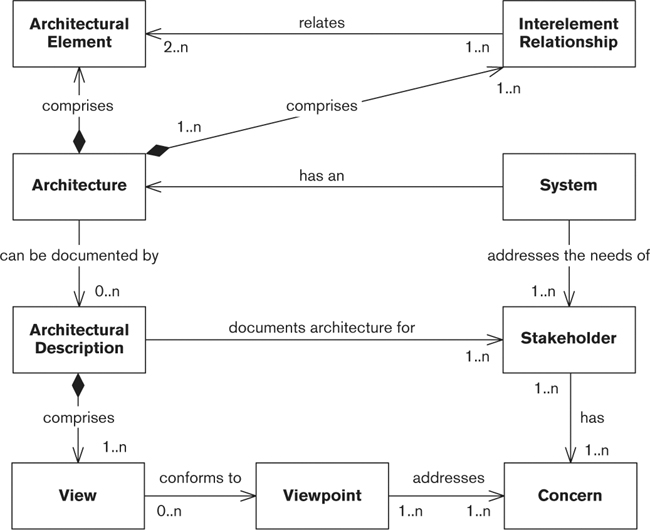 Architectural
Element
relates
2..n
1..n
Interelement
Relationship
1..n
comprises
comprises
1..n
Architecture
has an
System
can be documented by
addresses the needs of
0..n
1..n
Architectural
Description
documents architecture for
1..n
Stakeholder
1..n
comprises
has
1..n
1..n
View
conforms to
0..n
Viewpoint
addresses
1..n
1..n
Concern